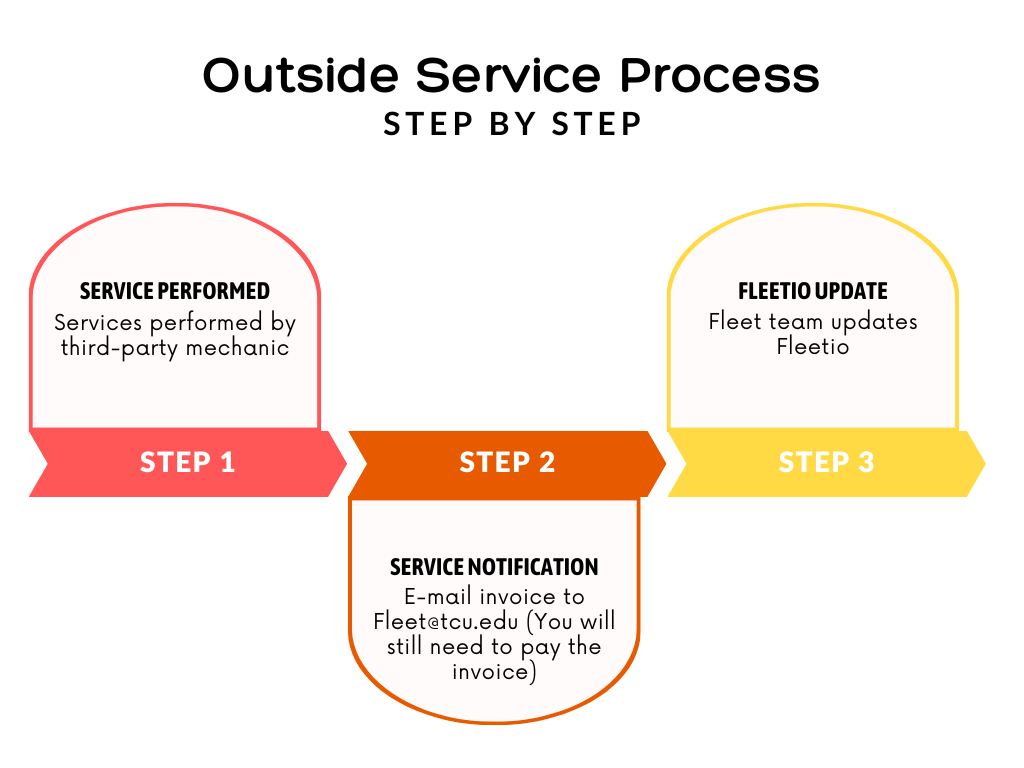 Outside Service Process
STEP BY STEP
SERVICE PERFORMED
Services performed by
third-party mechanic
STEP 1
STEP 2
SERVICE NOTIFICATION
E-mail invoice to
Fleet@tcu.edu (You will
still need to pay the
invoice)
FLEETIO UPDATE
Fleet team updates
Fleetio
STEP 3